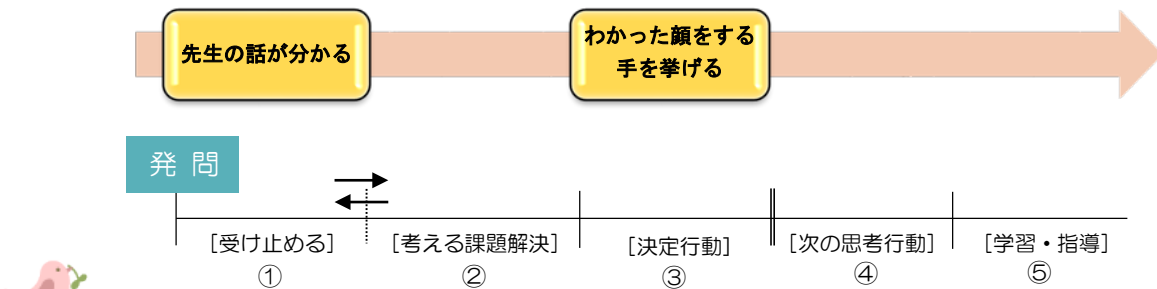 先生の話が分かる
わかった顔をする
手を挙げる
発 問
[受け止める]
[考える課題解決]
[決定行動]
[次の思考行動]
[学習・指導]
①
②
③
④
⑤